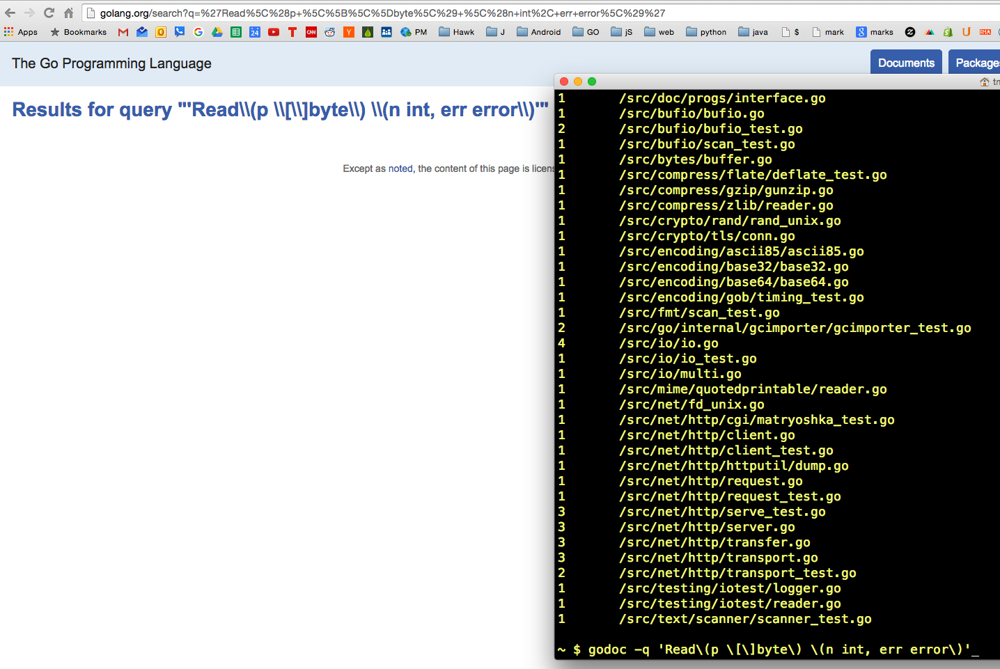 golang.org/search?q=%27Read%5C%28p+%5C%5B%5C%5Dbyte%5C%29+%5C%28n+int%2C+err+error%5C%29%27
Apps Bookmarks 24 T CNN Y PM Hawk J Android GO jS web python java $ mark 8 marks
The Go Programming Language
Documents
Package
Results for query "'Read\\(p \\[\\]byte\\) \\(n int, err error\\)'"
Except as noted, the content of this page is licens
1 /src/doc/progs/interface.go
1 /src/bufio/bufio.go
2 /src/bufio/bufio_test.go
1 /src/bufio/scan_test.go
1 /src/bytes/buffer.go
1 /src/compress/flate/deflate_test.go
1 /src/compress/gzip/gunzip.go
1 /src/compress/zlib/reader.go
1 /src/crypto/rand/rand_unix.go
1 /src/crypto/tls/conn.go
1 /src/encoding/ascii85/ascii85.go
1 /src/encoding/base32/base32.go
1 /src/encoding/base64/base64.go
1 /src/encoding/gob/timing_test.go
1 /src/fmt/scan_test.go
2 /src/go/internal/gcimporter/gcimporter_test.go
4 /src/io/io.go
1 /src/io/io_test.go
1 /src/io/multi.go
1 /src/mime/quotedprintable/reader.go
1 /src/net/fd_unix.go
1 /src/net/http/cgi/matryoshka_test.go
1 /src/net/http/client.go
1 /src/net/http/client_test.go
1 /src/net/http/httputil/dump.go
1 /src/net/http/request.go
1 /src/net/http/request_test.go
3 /src/net/http/serve_test.go
3 /src/net/http/server.go
3 /src/net/http/transfer.go
3 /src/net/http/transport.go
2 /src/net/http/transport_test.go
1 /src/testing/iotest/logger.go
1 /src/testing/iotest/reader.go
1 /src/text/scanner/scanner_test.go
~ $ godoc -q 'Read\(p \[\]byte\) \(n int, err error\)'_